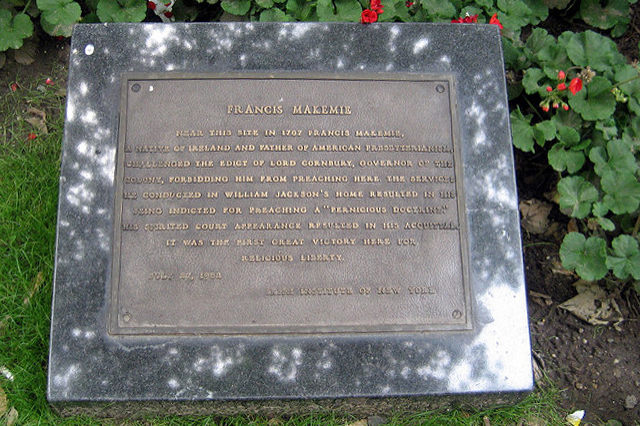 FRANCIS MAKEMIE
NEAR THIS SITE IN 1707 FRANCIS MAKEMIE,
A NATIVE OF IRELAND AND FATHER OF AMERICAN PRESBYTERIANISM,
CHALLENGED THE EDICT OF LORD CORNBURY, GOVERNOR OF THE
COLONY, FORBIDDING HIM FROM PREACHING HERE. THE SERVICES
HE CONDUCTED IN WILLIAM JACKSON'S HOME RESULTED IN HIS
BEING INDICTED FOR PREACHING A "PERNICIOUS DOCTRINE"
HIS SPIRITED COURT APPEARANCE RESULTED IN HIS ACQUITTAL.
IT WAS THE FIRST GREAT VICTORY HERE FOR
RELIGIOUS LIBERTY.
INSTITUTE OF NEW YORK